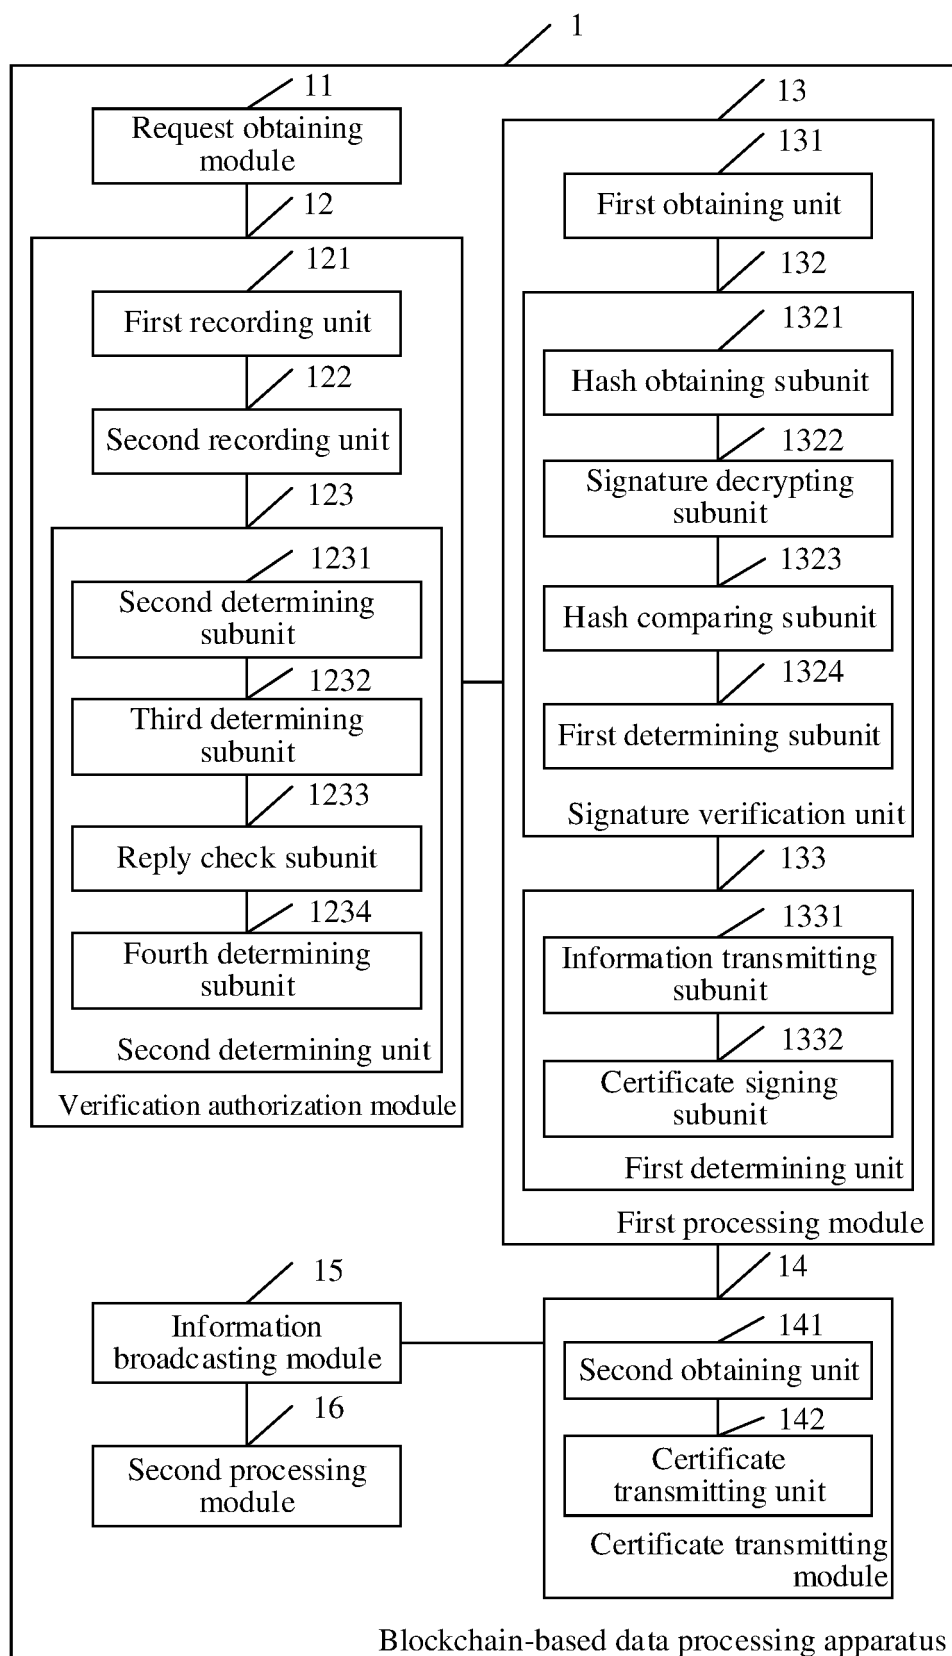 1
11
Request obtaining
module
12
121
First recording unit
122
Second recording unit
123
1231
Second determining
subunit
1232
Third determining
subunit
1233
Reply check subunit
1234
Fourth determining
subunit
Second determining unit
Verification authorization module
13
131
First obtaining unit
132
1321
Hash obtaining subunit
1322
Signature decrypting
subunit
1323
Hash comparing subunit
1324
First determining subunit
Signature verification unit
133
1331
Information transmitting
subunit
1332
Certificate signing
subunit
First determining unit
First processing module
14
141
Second obtaining unit
142
Certificate
transmitting unit
Certificate transmitting
module
15
Information
broadcasting module
16
Second processing
module
Blockchain-based data processing apparatus